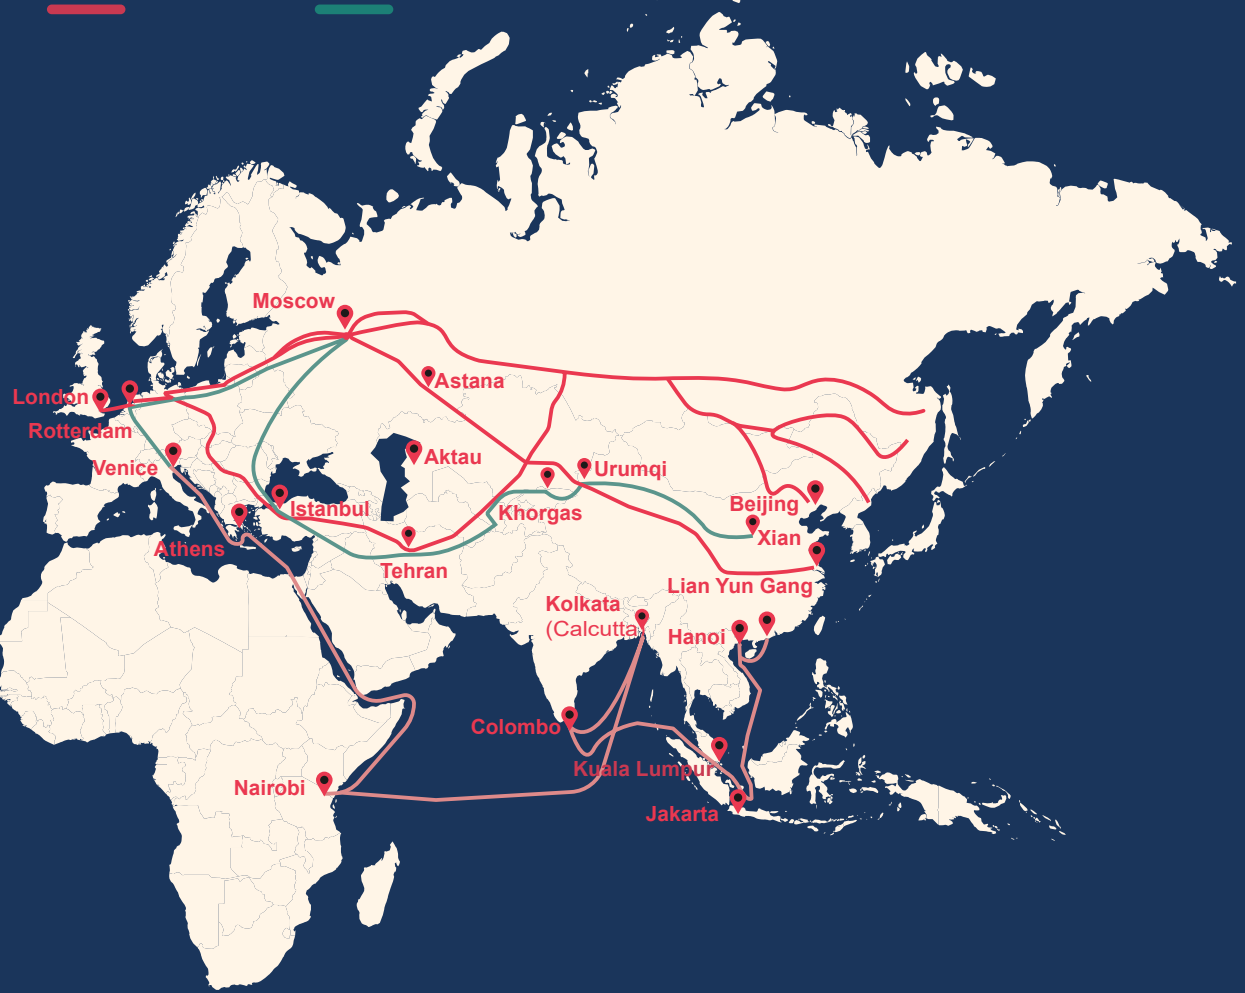 Moscow
Astana
London
Rotterdam
Venice
Aktau
Urumqi
Istanbul
Khorgas
Beijing
Xian
Athens
Tehran
Lian Yun Gang
Kolkata
(Calcutta
Hanoi
Colombo
Kuala Lumpur
Nairobi
Jakarta